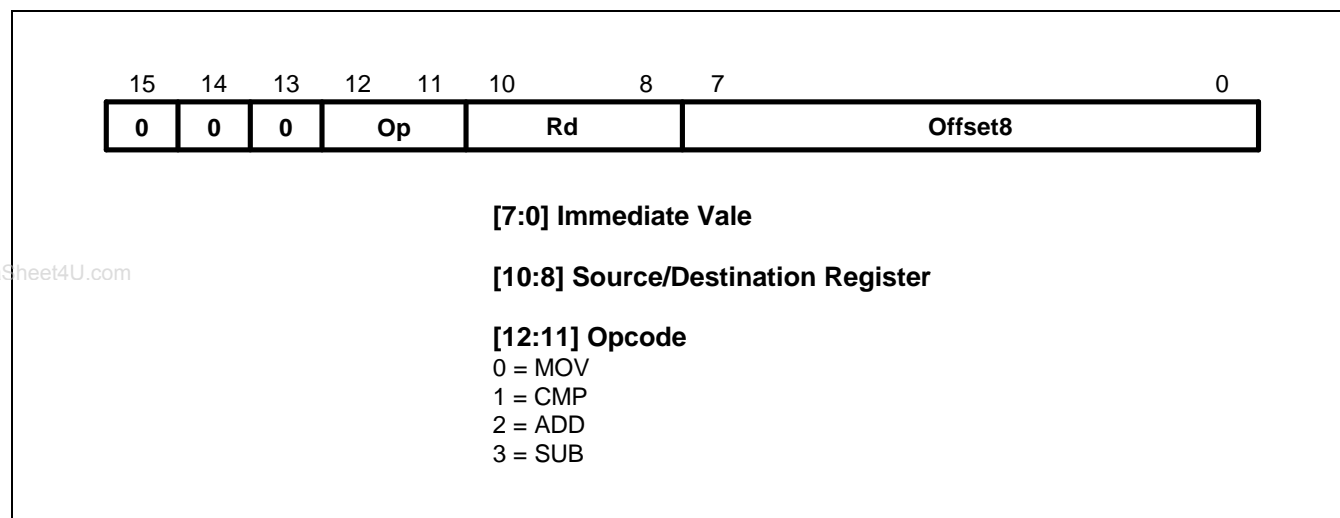 15 14 13 12 11 10 8 7 0
0 0 0 Op Rd Offset8
[7:0] Immediate Vale
Sheet4U.com
[10:8] Source/Destination Register
[12:11] Opcode
0 = MOV
1 = CMP
2 = ADD
3 = SUB